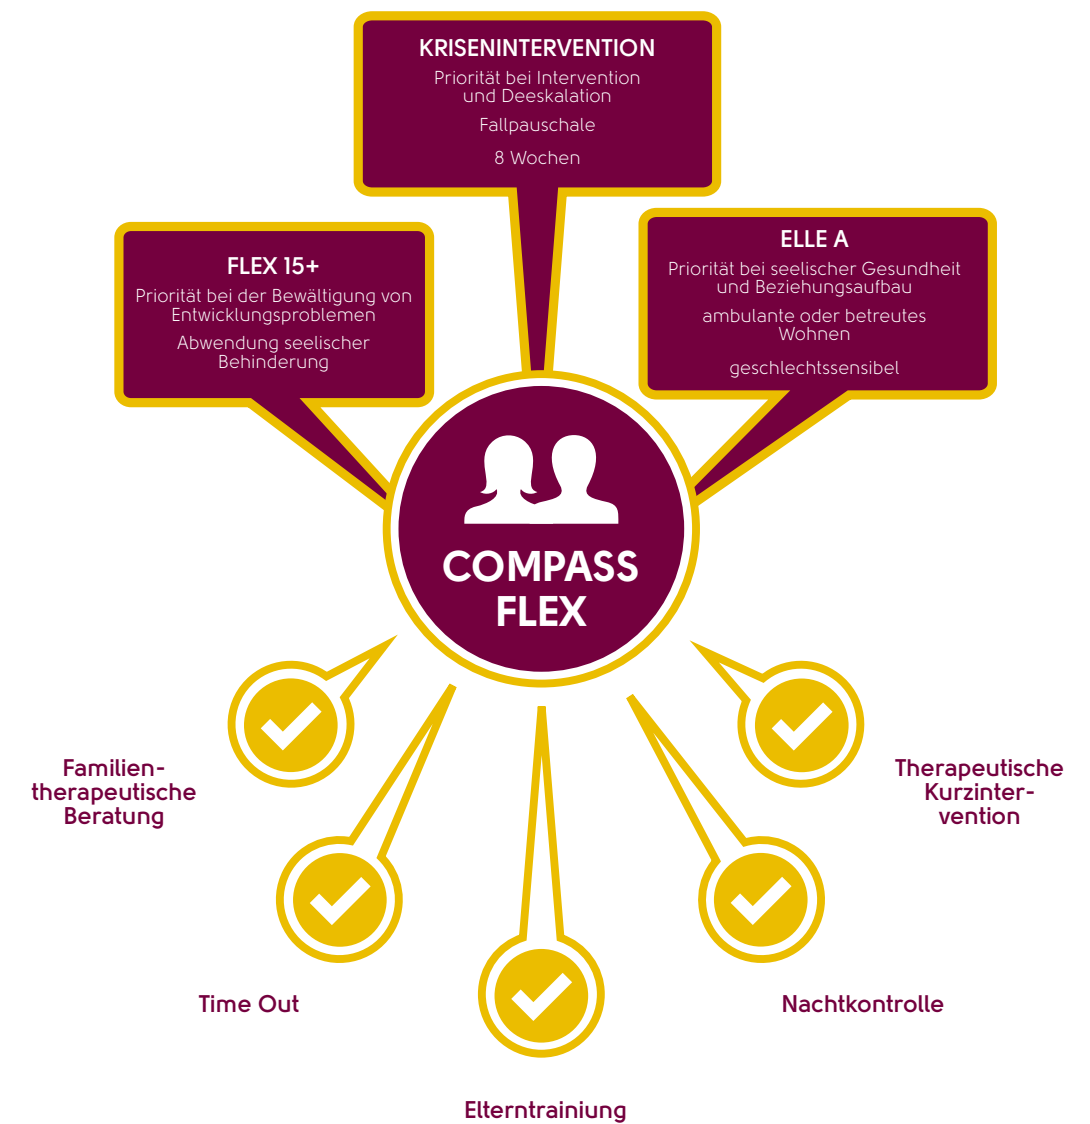 KRISENINTERVENTION
Priorität bei Intervention
und Deeskalation
Fallpauschale
8 Wochen
FLEX 15+
Priorität bei der Bewältigung von
Entwicklungsproblemen
Abwendung seelischer
Behinderung
ELLE A
Priorität bei seelischer Gesundheit
und Beziehungsaufbau
ambulante oder betreutes
Wohnen
geschlechtssensibel
COMPASS
FLEX
Familien-
therapeutische
Beratung
Time Out
Elterntrainiung
Nachtkontrolle
Therapeutische
Kurzinter-
vention